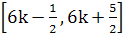 [6k − 1/2, 6k + 5/2]